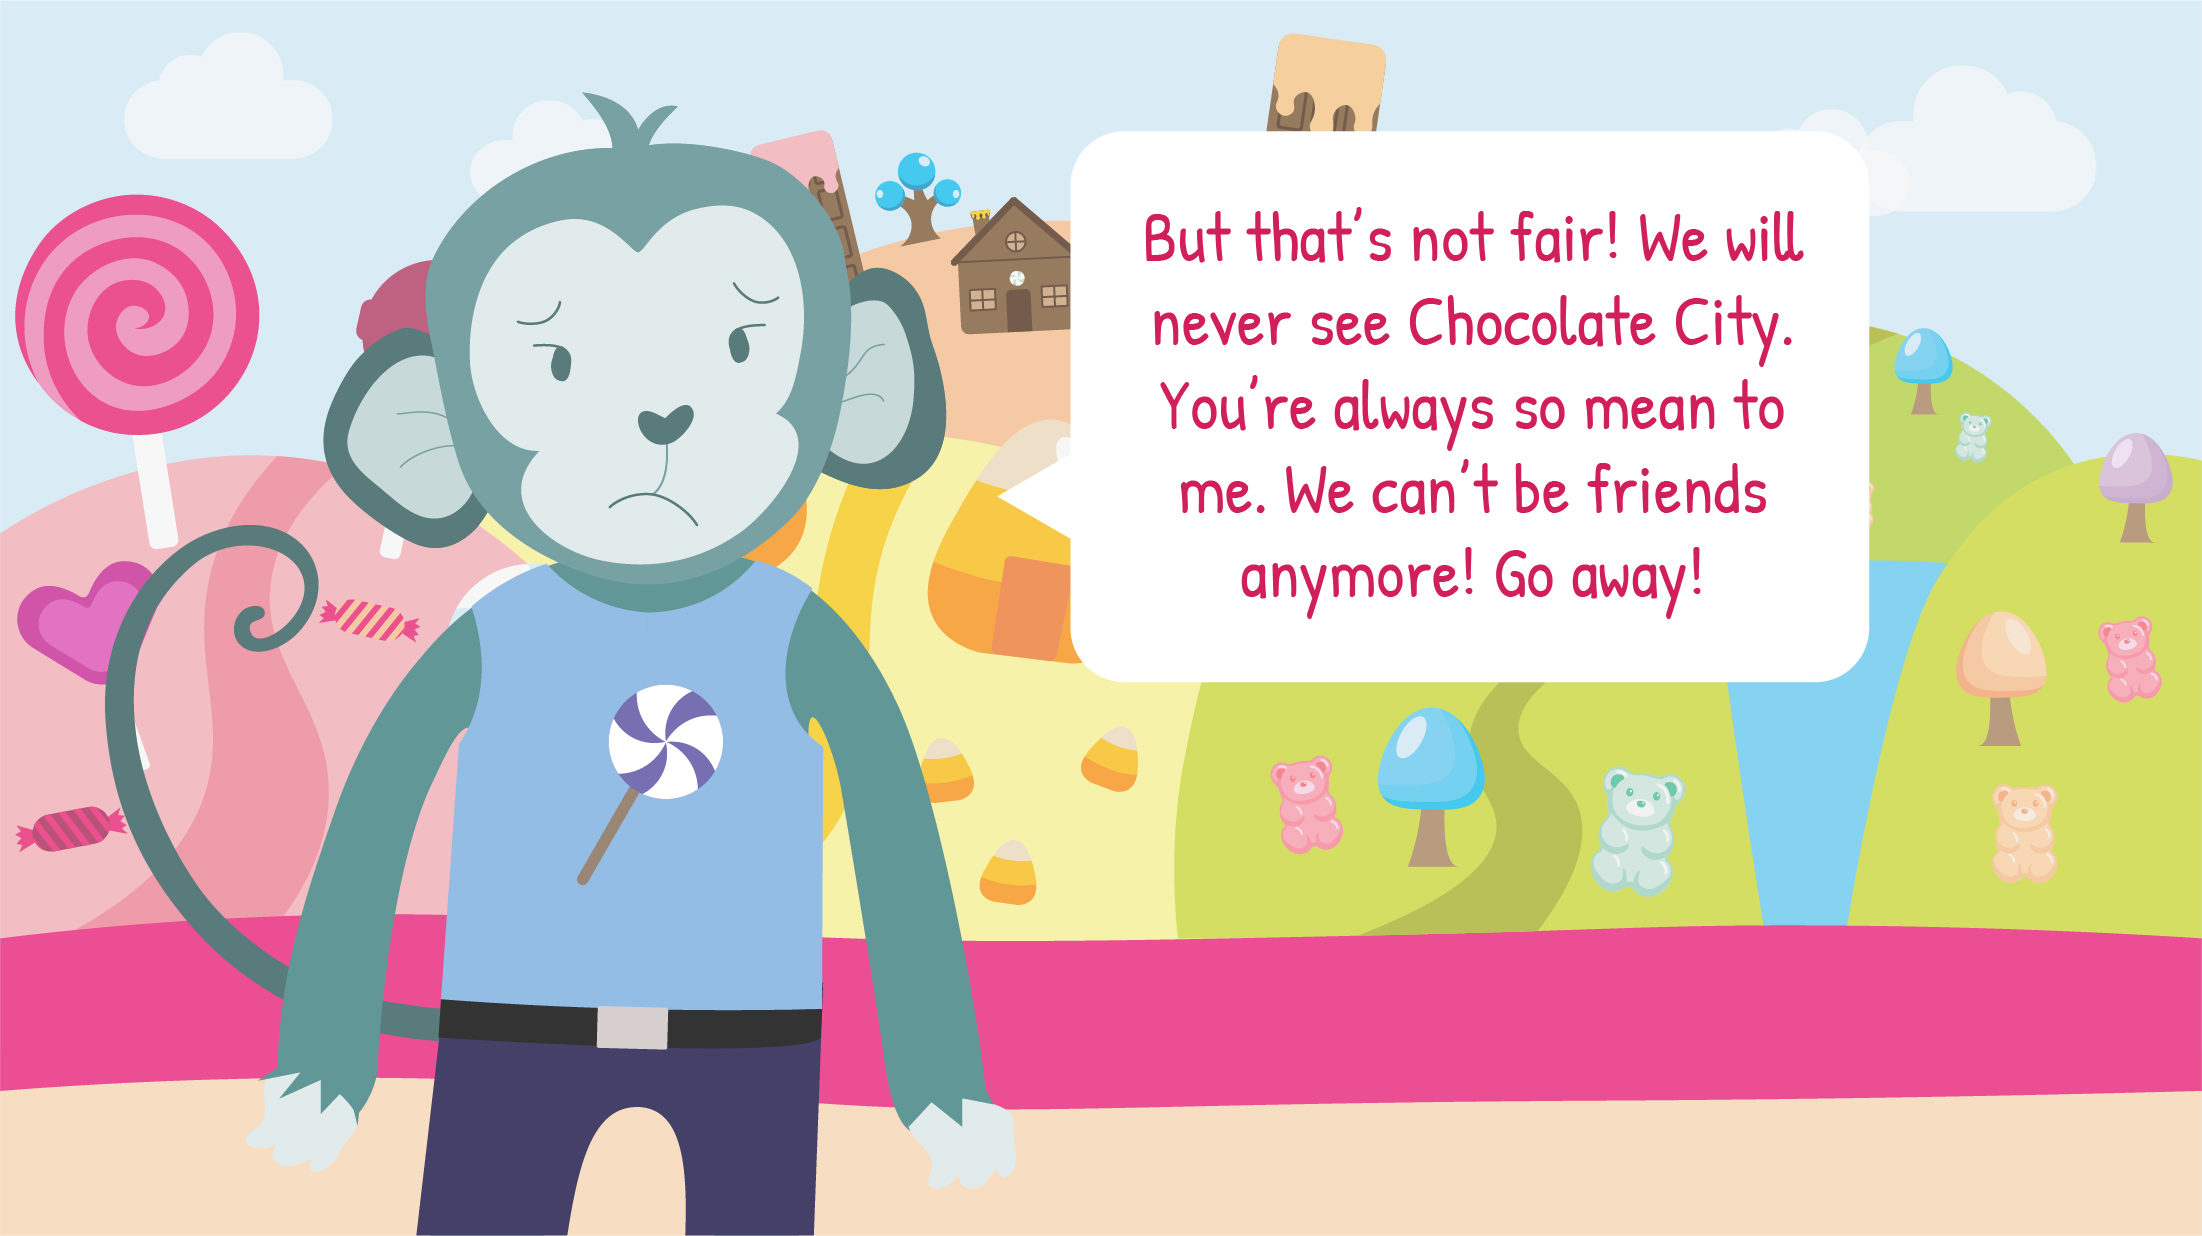 But that's not fair! We will
never see Chocolate City.
You're always so mean to
me. We can't be friends
anymore! Go away!